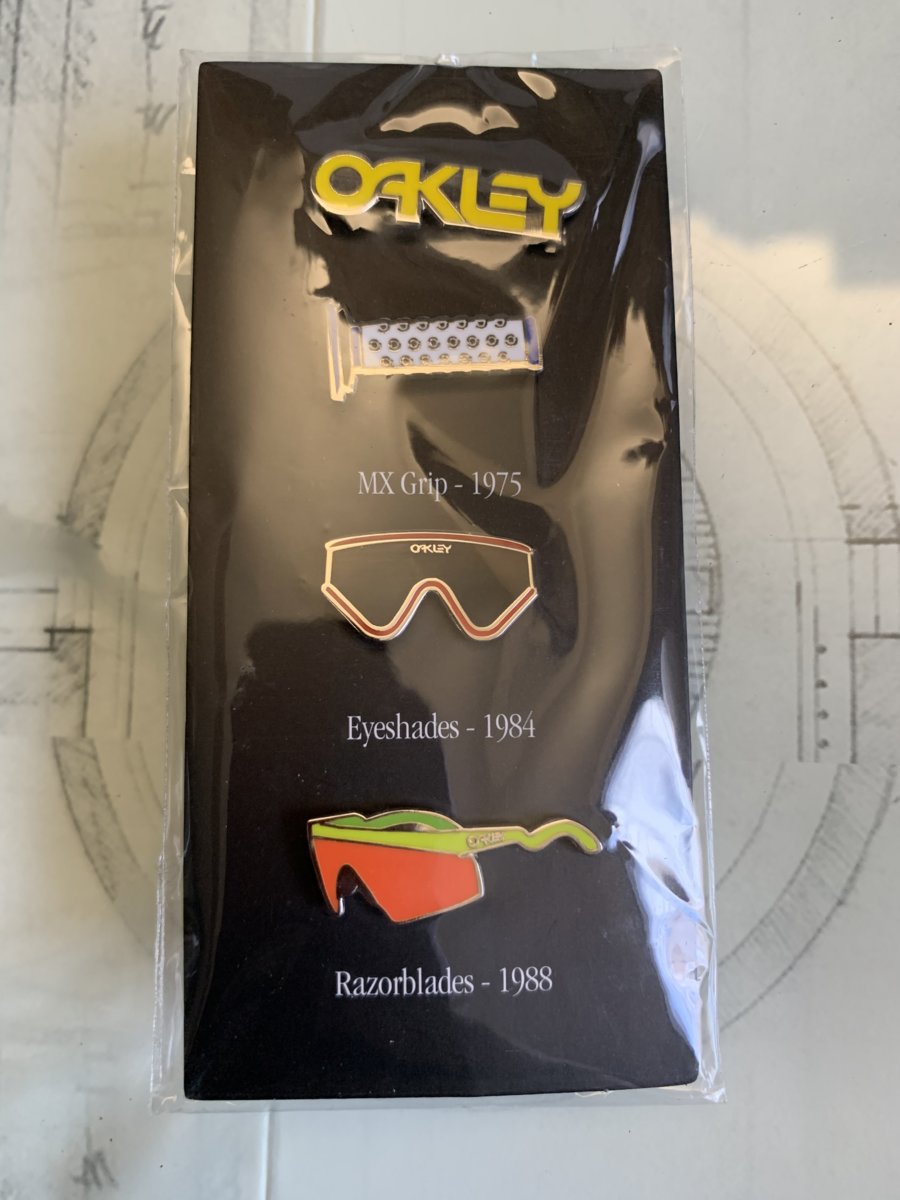 OAKLEY
MX Grip - 1975
OAKLEY
Eyeshades - 1984
OAKLEY
Razorblades - 1988